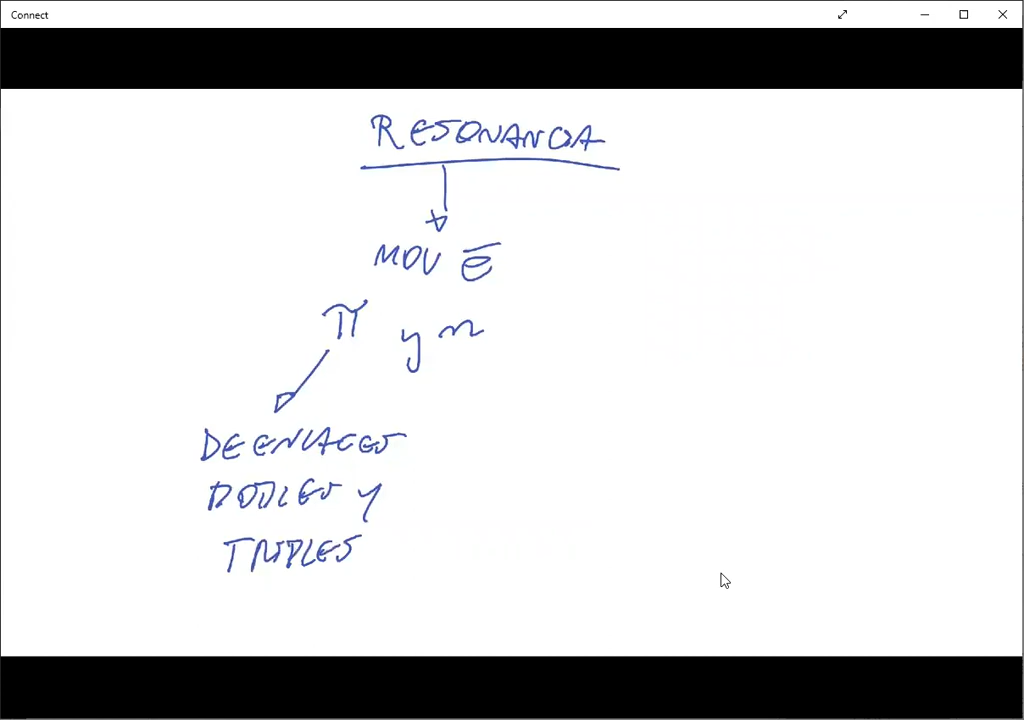 Connect
RESONANCIA
MOV ē
π y n
DE ENLACES
DOBLES y
TRIPLES